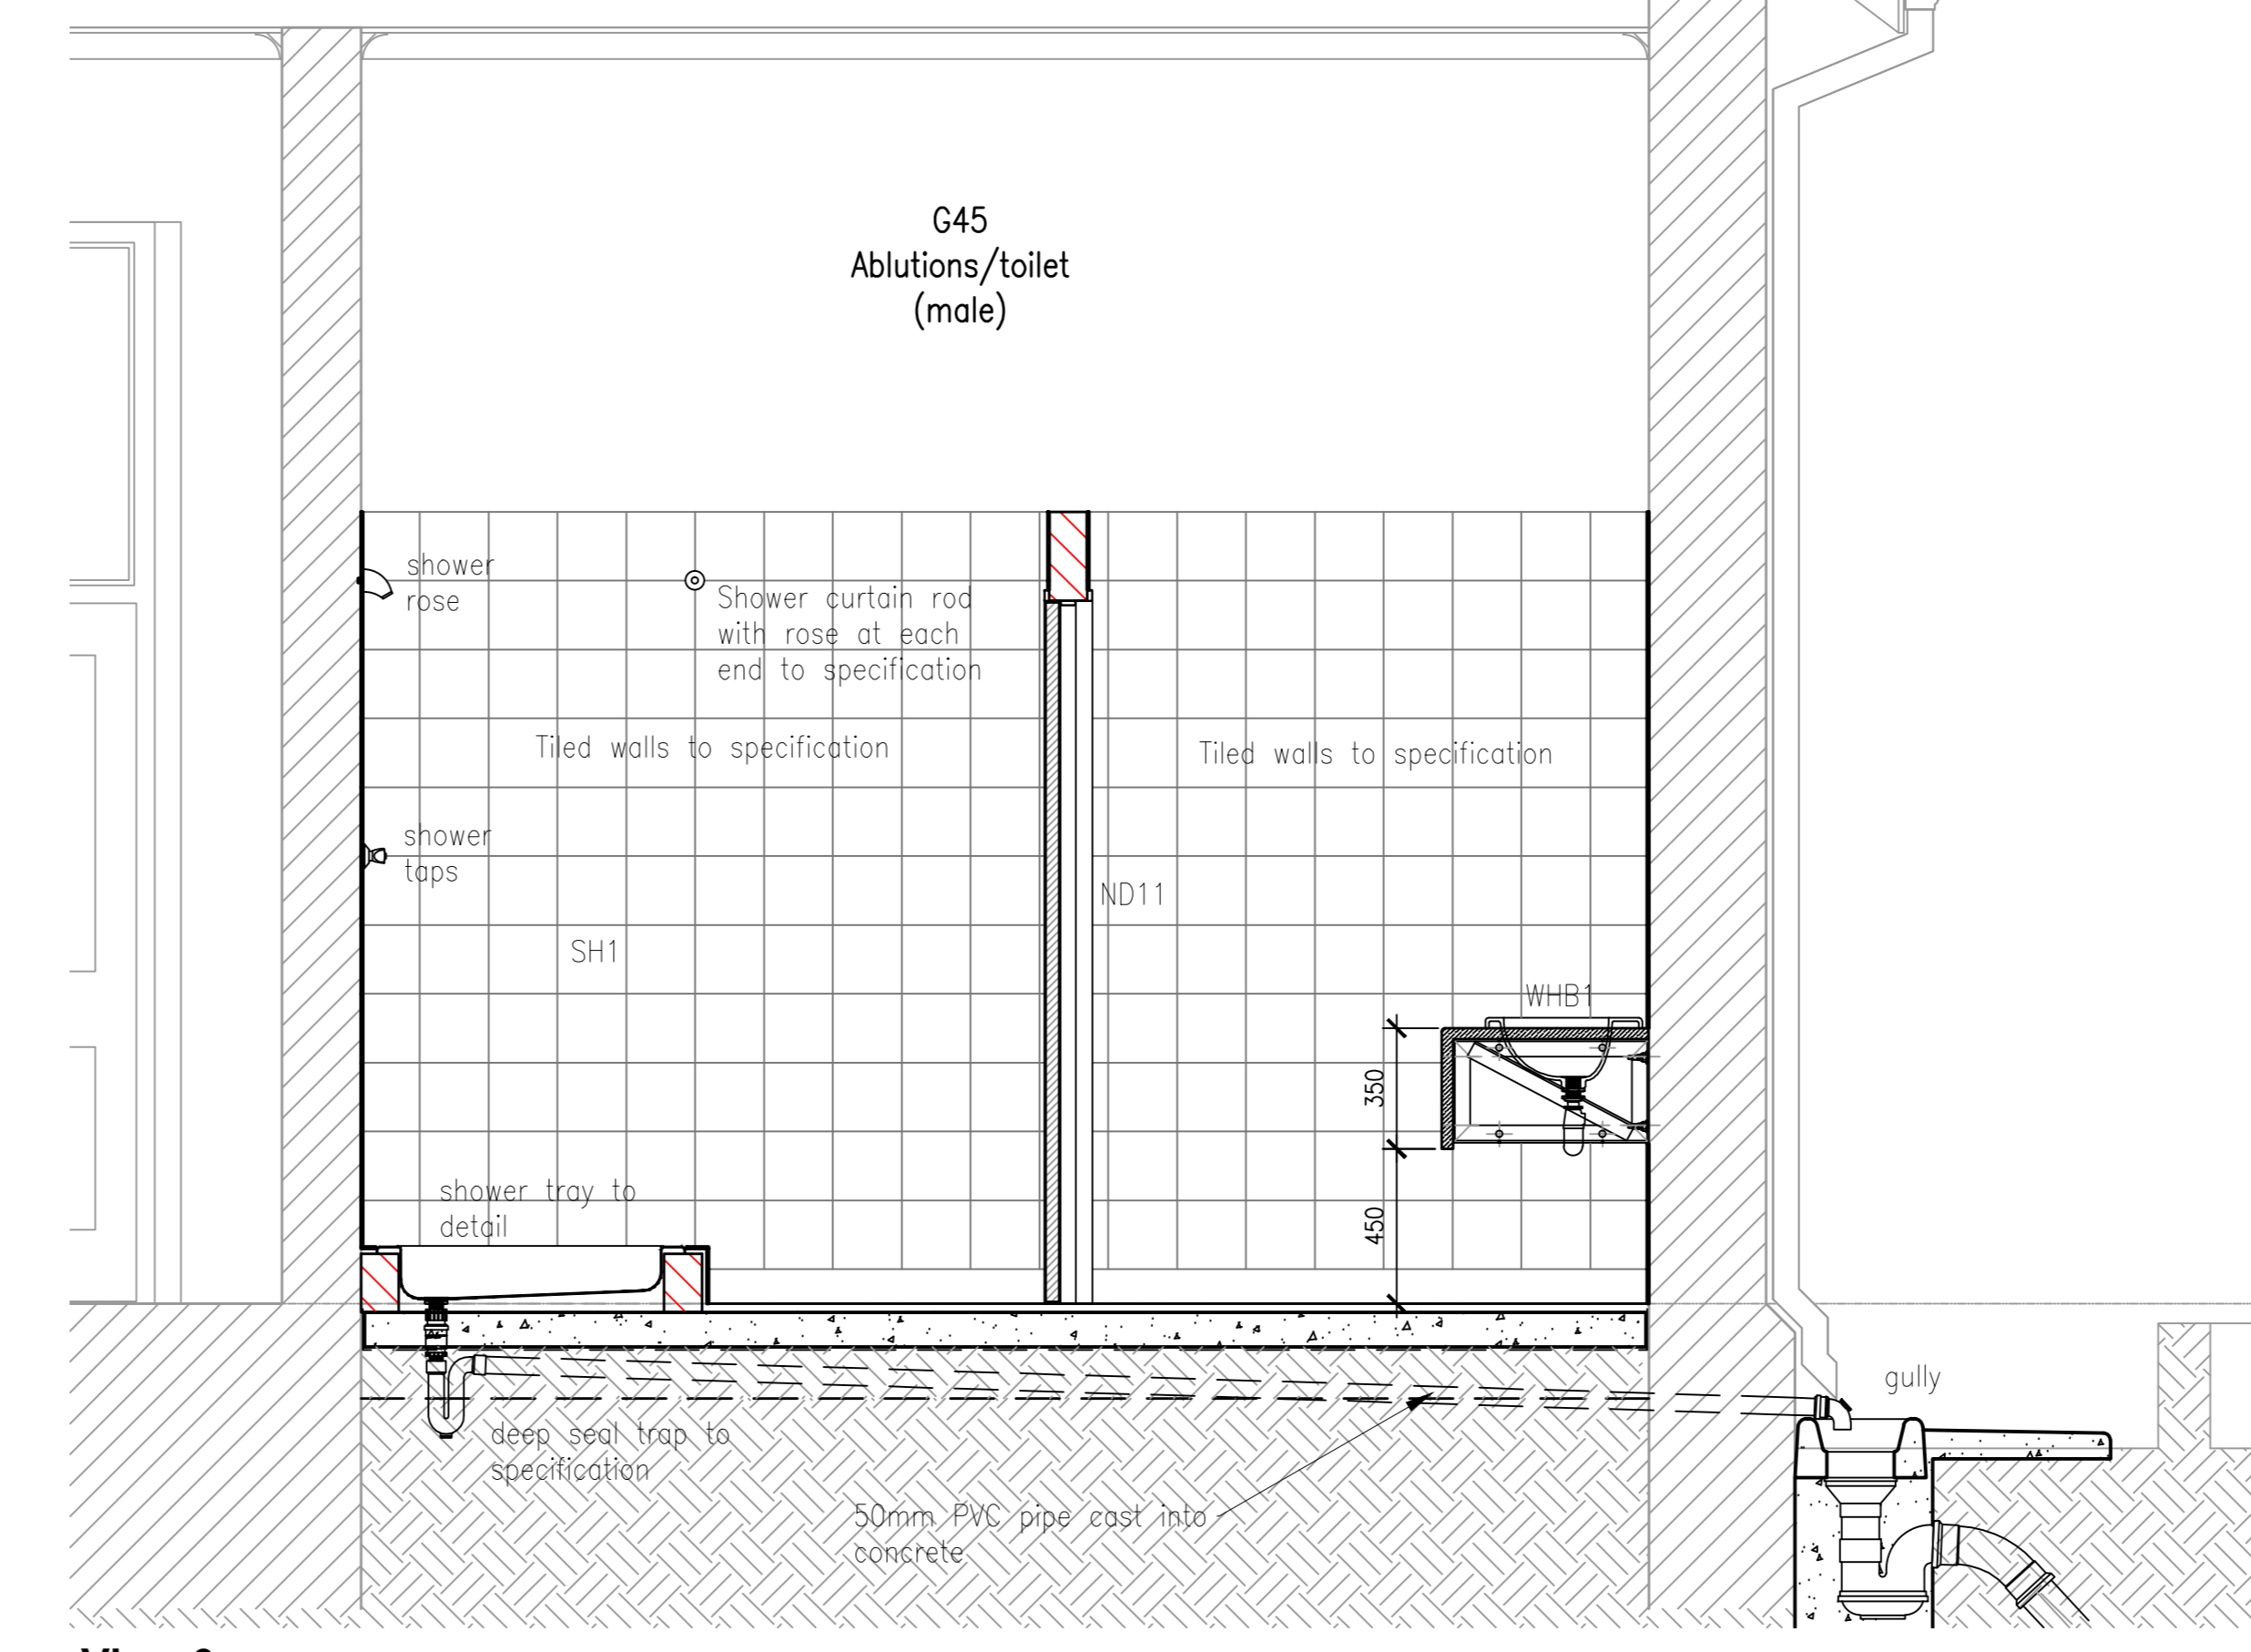 G45
Ablutions/toilet
(male)
shower
rose
Shower curtain rod
with rose at each
end to specification
Tiled walls to specification
Tiled walls to specification
shower
taps
ND11
SH1
WHB1
350
shower tray to
detail
450
gully
deep seal trap to
specification
50mm PVC pipe cast into
concrete